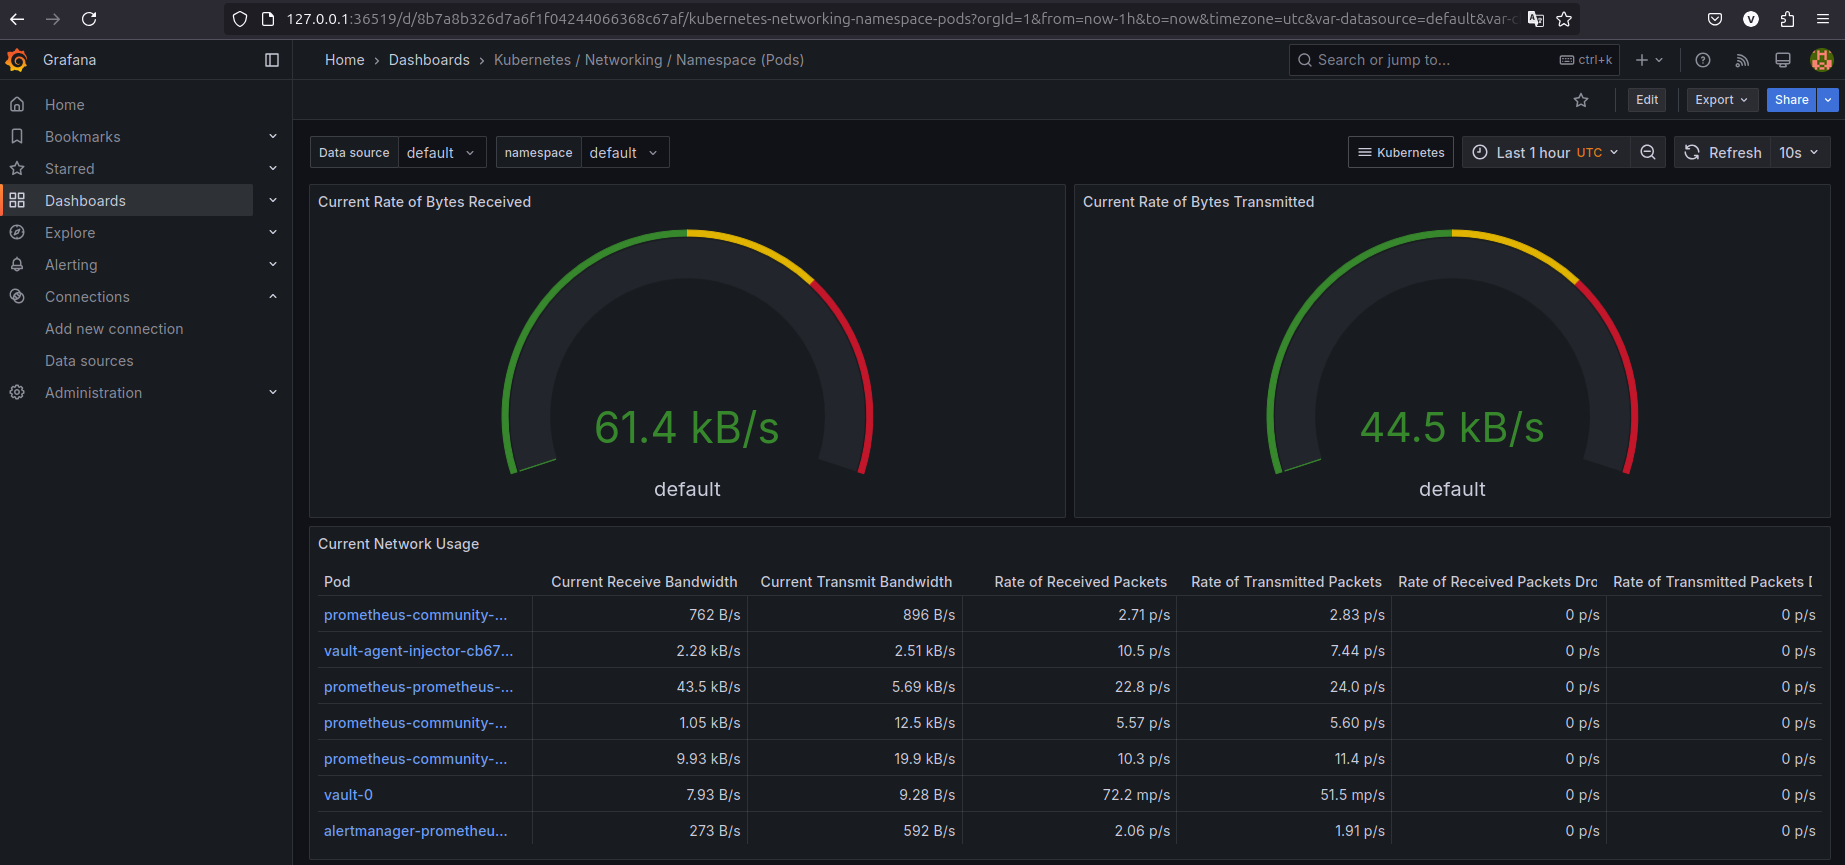 127.0.0.1:36519/d/8b7a8b326d7a6f1f04244066368c67af/kubernetes-networking-namespace-pods?orgId=1&from=now-1h&to=now&timezone=utc&var-datasource=default&var-c
Grafana
Home › Dashboards › Kubernetes / Networking / Namespace (Pods)
Search or jump to...
ctrl+k
Edit
Export
Share
Home
Bookmarks
Starred
Dashboards
Explore
Alerting
Connections
Add new connection
Data sources
Administration
Data source default
namespace default
Kubernetes
Last 1 hour UTC
Refresh 10s
Current Rate of Bytes Received
61.4 kB/s
default
Current Rate of Bytes Transmitted
44.5 kB/s
default
Current Network Usage
Pod Current Receive Bandwidth Current Transmit Bandwidth Rate of Received Packets Rate of Transmitted Packets Rate of Received Packets Dro Rate of Transmitted Packets D
prometheus-community-... 762 B/s 896 B/s 2.71 p/s 2.83 p/s 0 p/s 0 p/s
vault-agent-injector-cb67... 2.28 kB/s 2.51 kB/s 10.5 p/s 7.44 p/s 0 p/s 0 p/s
prometheus-prometheus-... 43.5 kB/s 5.69 kB/s 22.8 p/s 24.0 p/s 0 p/s 0 p/s
prometheus-community-... 1.05 kB/s 12.5 kB/s 5.57 p/s 5.60 p/s 0 p/s 0 p/s
prometheus-community-... 9.93 kB/s 19.9 kB/s 10.3 p/s 11.4 p/s 0 p/s 0 p/s
vault-0 7.93 B/s 9.28 B/s 72.2 mp/s 51.5 mp/s 0 p/s 0 p/s
alertmanager-prometheu... 273 B/s 592 B/s 2.06 p/s 1.91 p/s 0 p/s 0 p/s